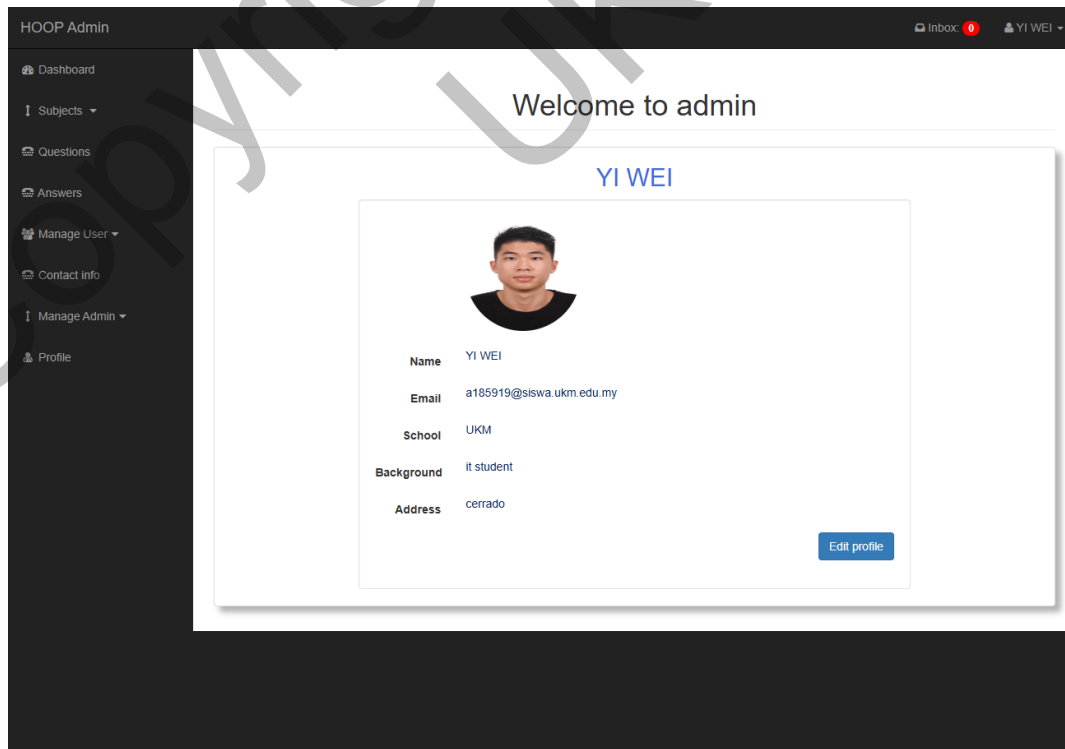 HOOP Admin
Inbox: 0
YI WEI
Dashboard
Subjects
Questions
Answers
Manage User
Contact info
Manage Admin
Profile
Welcome to admin
YI WEI
Name YI WEI
Email a185919@siswa.ukm.edu.my
School UKM
Background it student
Address cerrado
Edit profile